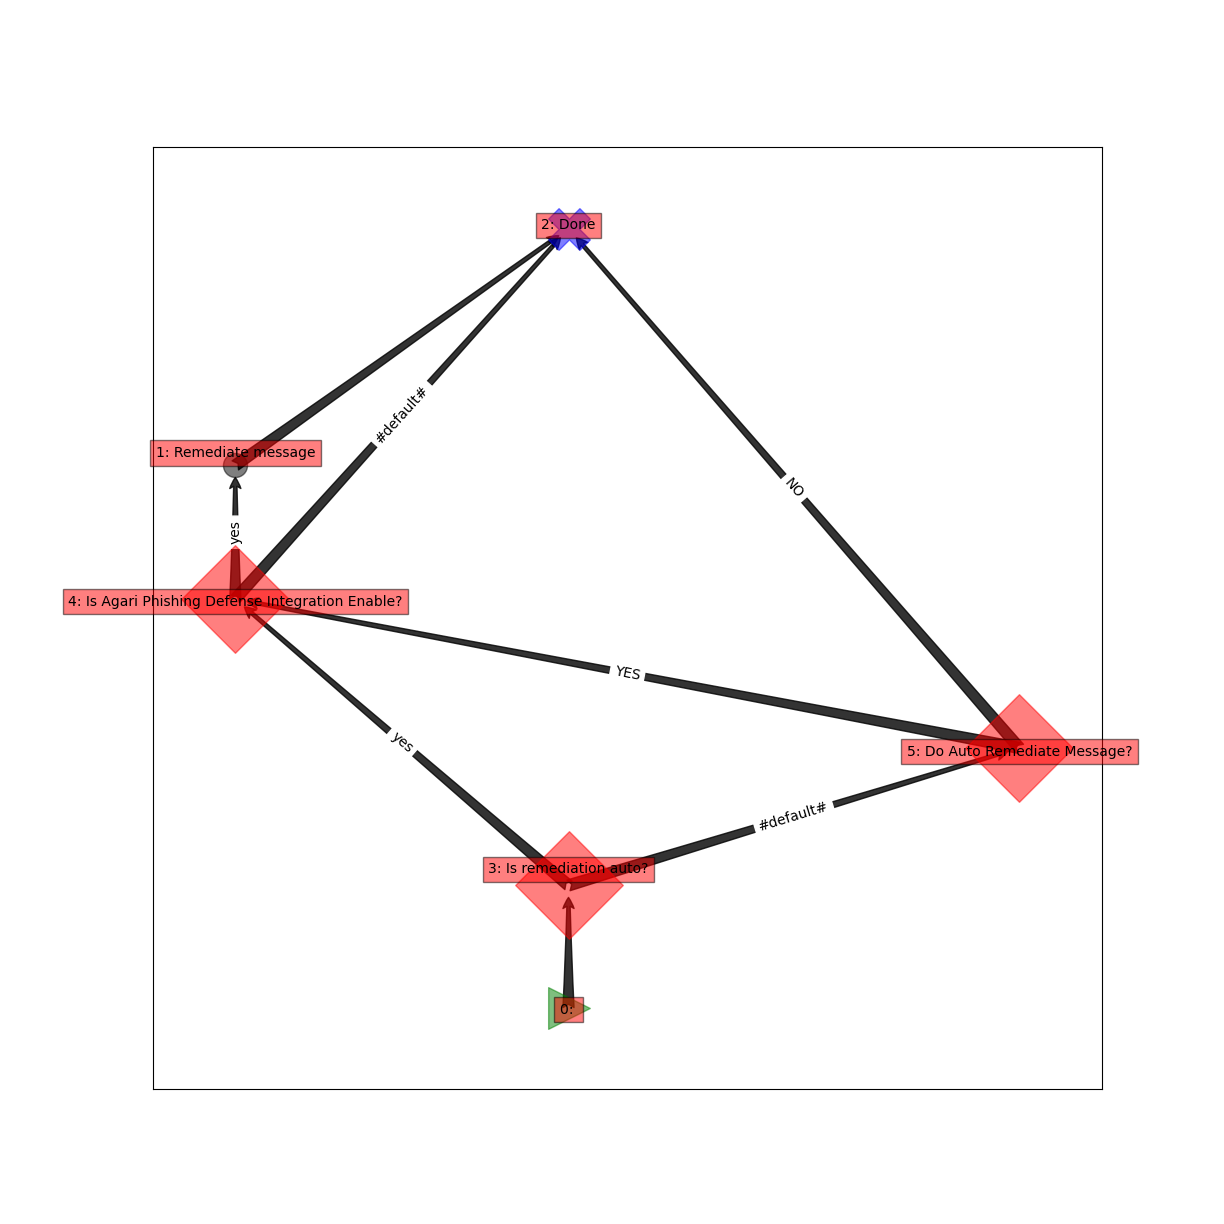 2: Done
#default#
1: Remediate message
NO
yes
4: Is Agari Phishing Defense Integration Enable?
YES
yes
5: Do Auto Remediate Message?
#default#
3: Is remediation auto?
0: